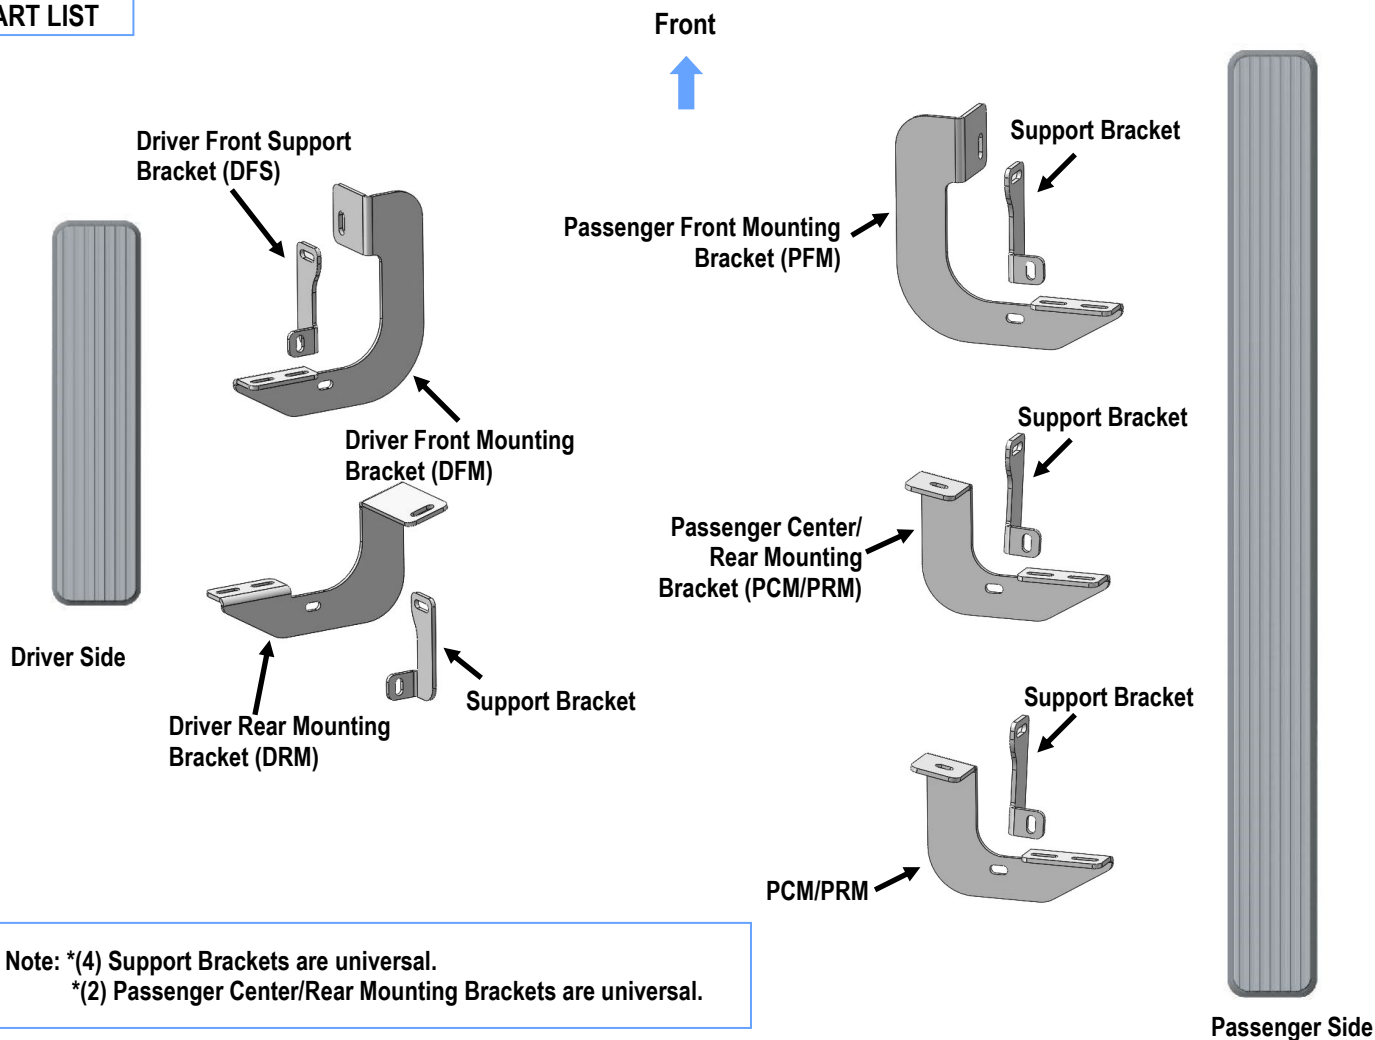 ART LIST
Front
Driver Front Support
Bracket (DFS)
Support Bracket
Passenger Front Mounting
Bracket (PFM)
Driver Front Mounting
Bracket (DFM)
Support Bracket
Passenger Center/
Rear Mounting
Bracket (PCM/PRM)
Driver Side
Support Bracket
Driver Rear Mounting
Bracket (DRM)
Support Bracket
PCM/PRM
Note: *(4) Support Brackets are universal.
*(2) Passenger Center/Rear Mounting Brackets are universal.
Passenger Side